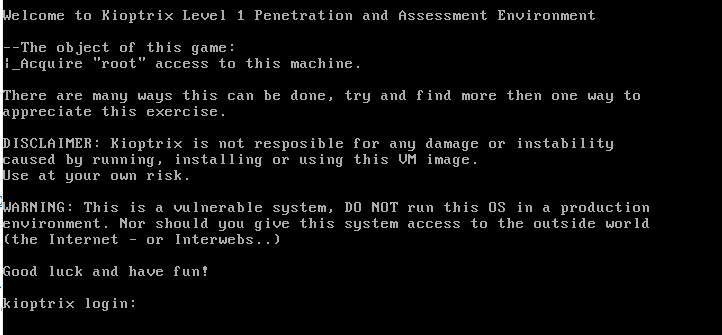 Welcome to Kioptrix Level 1 Penetration and Assessment Environment
--The object of this game:
|_Acquire "root" access to this machine.
There are many ways this can be done, try and find more then one way to
appreciate this exercise.
DISCLAIMER: Kioptrix is not resposible for any damage or instability
caused by running, installing or using this VM image.
Use at your own risk.
WARNING: This is a vulnerable system, DO NOT run this OS in a production
environment. Nor should you give this system access to the outside world
(the Internet - or Interwebs..)
Good luck and have fun!
kioptrix login: